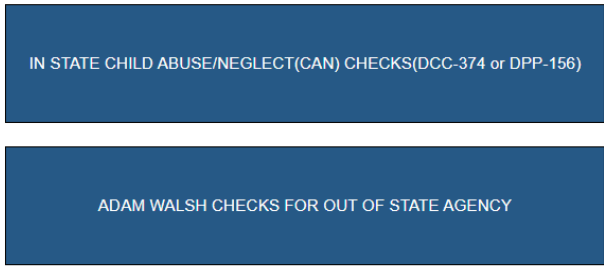 IN STATE CHILD ABUSE/NEGLECT(CAN) CHECKS(DCC-374 or DPP-156)
ADAM WALSH CHECKS FOR OUT OF STATE AGENCY